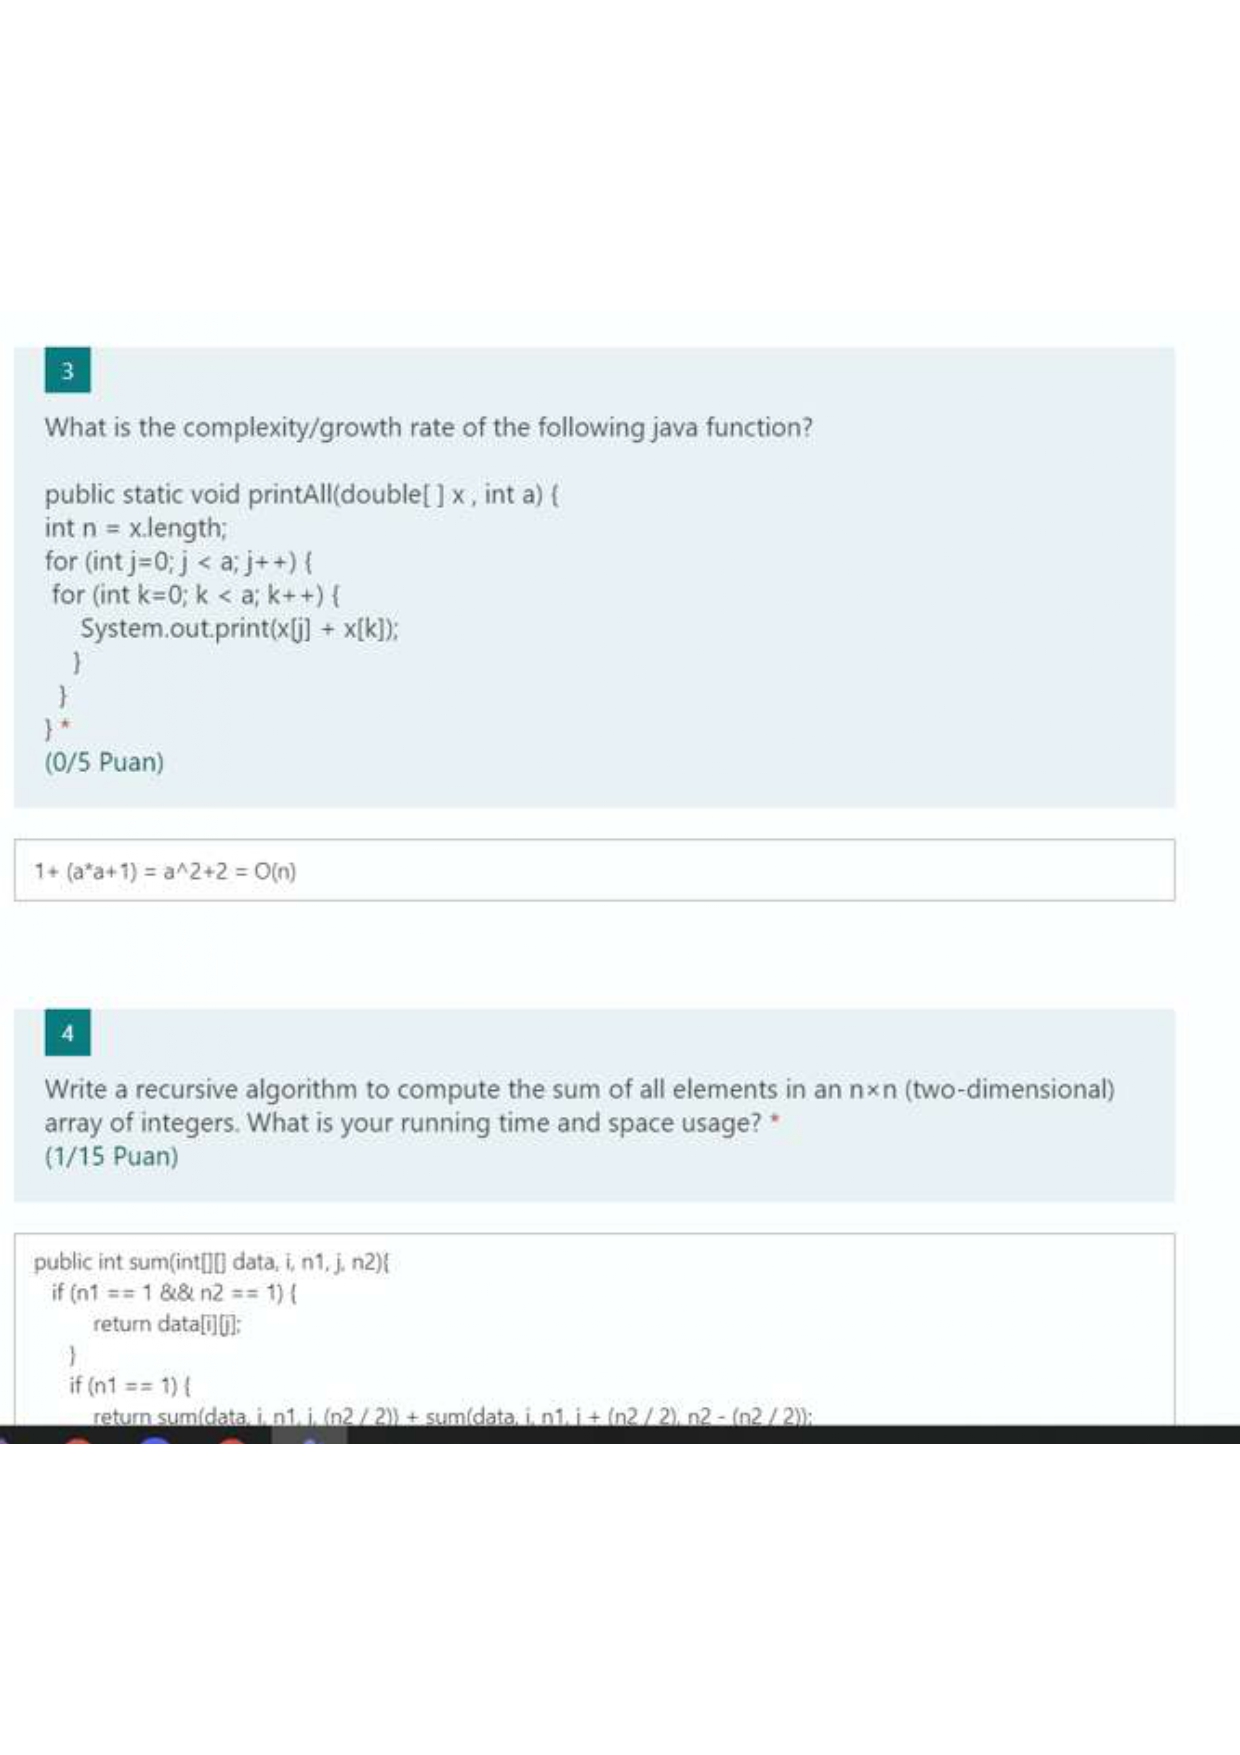 3
What is the complexity/growth rate of the following java function?
public static void printAll(double[ ] x , int a) {
int n = x.length;
for (int j=0; j < a; j++) {
for (int k=0; k < a; k++) {
System.out.print(x[j] + x[k]);
}
}
} *
(0/5 Puan)
1+ (a*a+1) = a^2+2 = O(n)
4
Write a recursive algorithm to compute the sum of all elements in an n×n (two-dimensional)
array of integers. What is your running time and space usage? *
(1/15 Puan)
public int sum(int[][] data, i, n1, j, n2){
if (n1 == 1 && n2 == 1) {
return data[i][j];
}
if (n1 == 1) {
return sum(data, i, n1, j, (n2 / 2)) + sum(data, i, n1, j + (n2 / 2), n2 - (n2 / 2));